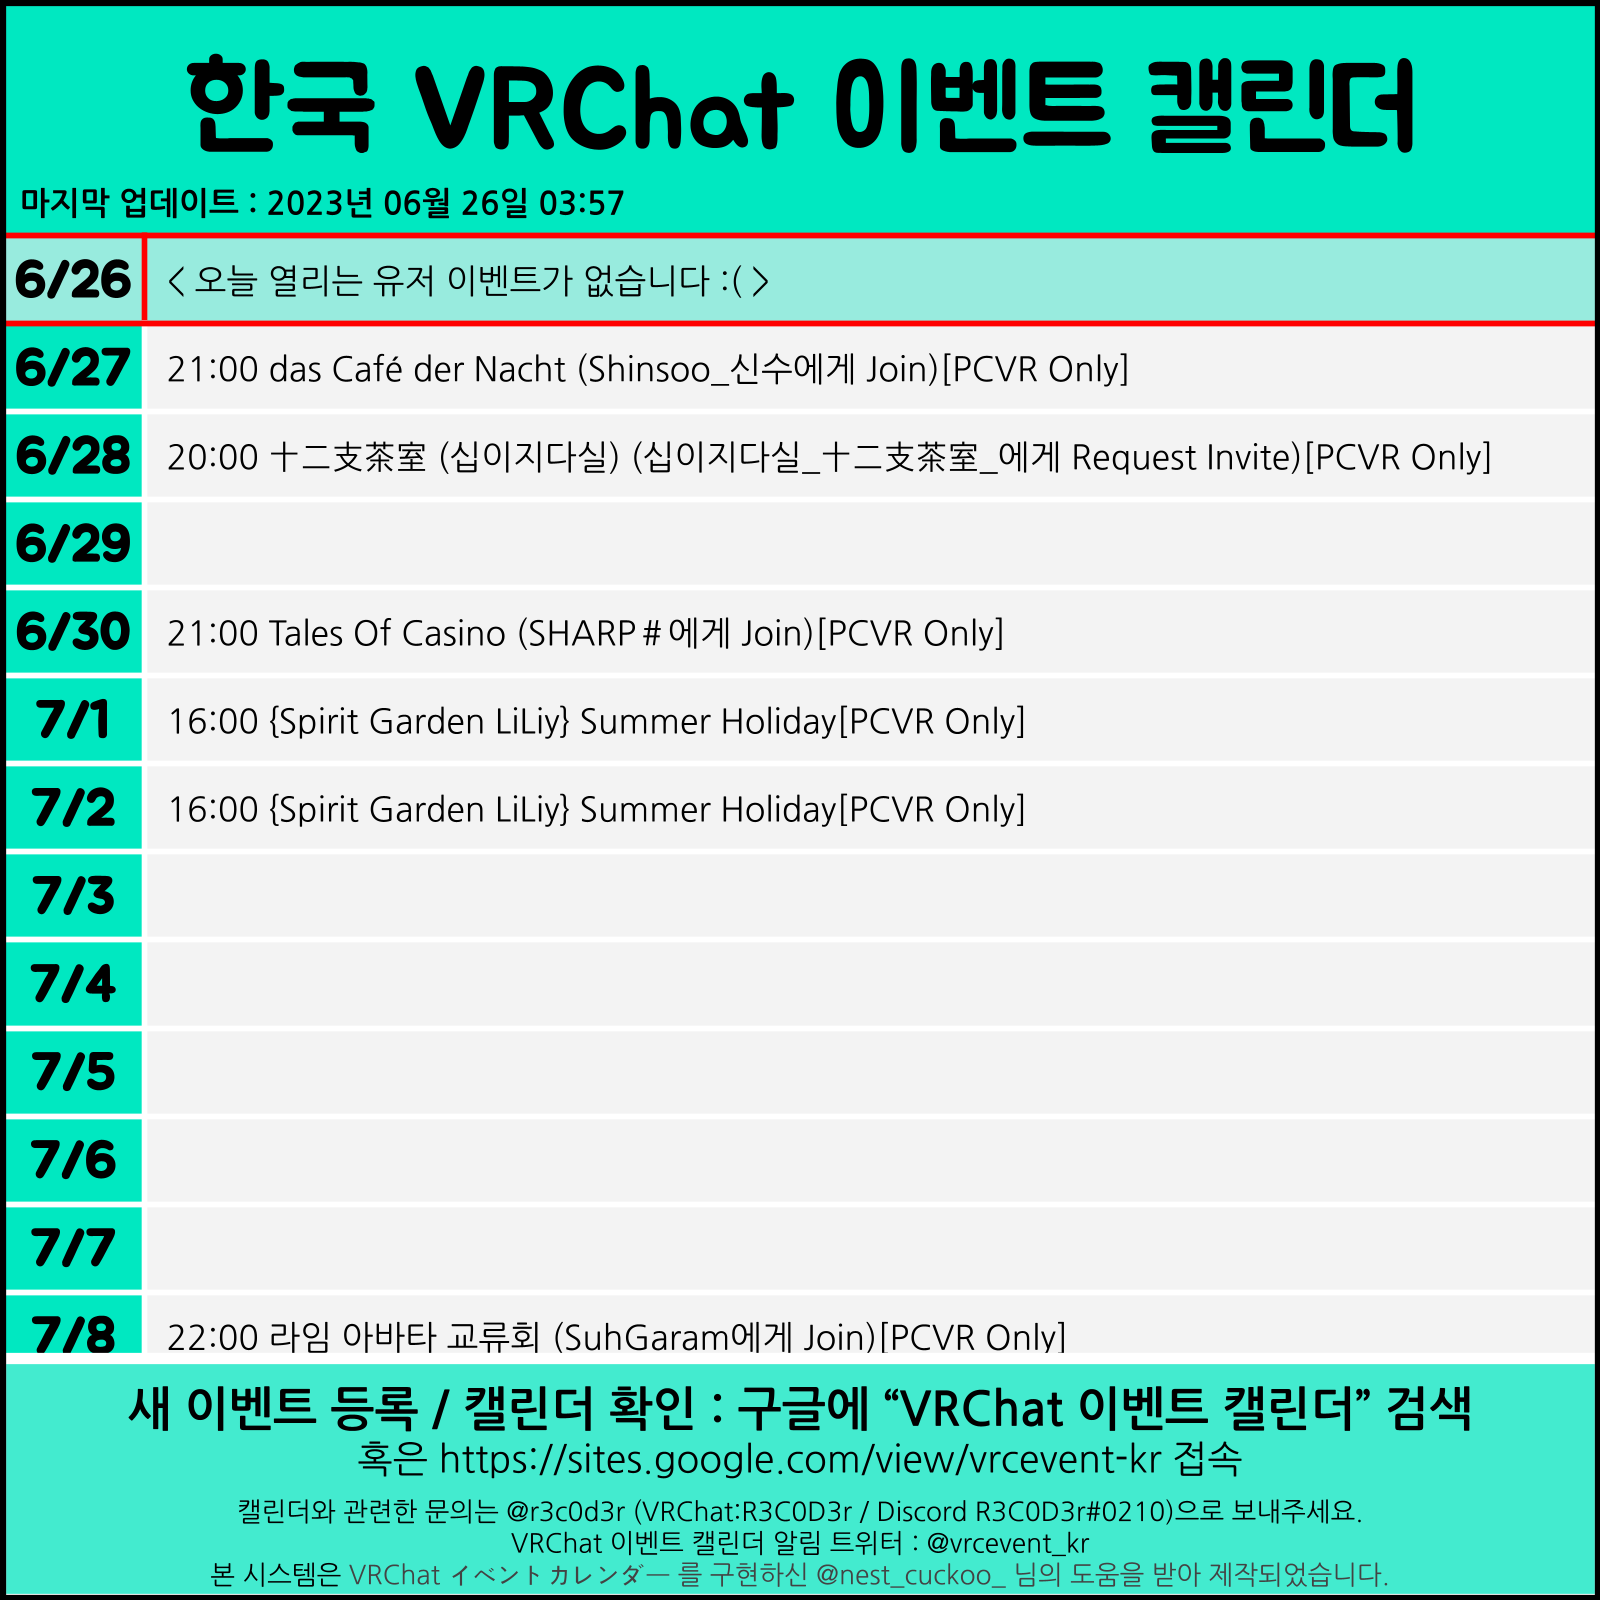 한국 VRChat 이벤트 캘린더
마지막 업데이트 : 2023년 06월 26일 03:57
6/26 < 오늘 열리는 유저 이벤트가 없습니다 :( >
6/27 21:00 das Café der Nacht (Shinsoo_신수에게 Join)[PCVR Only]
6/28 20:00 十二支茶室 (십이지다실) (십이지다실_十二支茶室_에게 Request Invite)[PCVR Only]
6/29
6/30 21:00 Tales Of Casino (SHARP＃에게 Join)[PCVR Only]
7/1 16:00 {Spirit Garden LiLiy} Summer Holiday[PCVR Only]
7/2 16:00 {Spirit Garden LiLiy} Summer Holiday[PCVR Only]
7/3
7/4
7/5
7/6
7/7
7/8 22:00 라임 아바타 교류회 (SuhGaram에게 Join)[PCVR Only]
새 이벤트 등록 / 캘린더 확인 : 구글에 “VRChat 이벤트 캘린더” 검색
혹은 https://sites.google.com/view/vrcevent-kr 접속
캘린더와 관련한 문의는 @r3c0d3r (VRChat:R3C0D3r / Discord R3C0D3r#0210)으로 보내주세요.
VRChat 이벤트 캘린더 알림 트위터 : @vrcevent_kr
본 시스템은 VRChat イベントカレンダー 를 구현하신 @nest_cuckoo_ 님의 도움을 받아 제작되었습니다.